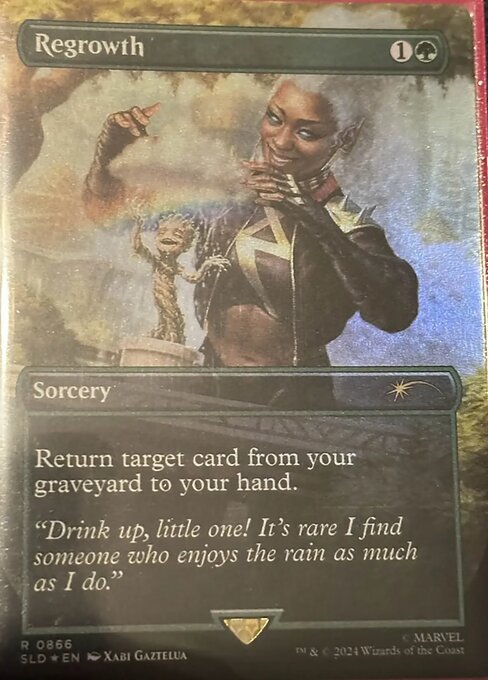 Regrowth 1
Sorcery
Return target card from your
graveyard to your hand.
“Drink up, little one! It’s rare I find
someone who enjoys the rain as much
as I do.”
R 0866
SLD★EN XABI GAZTELUA
© MARVEL
™ & © 2024 Wizards of the Coast